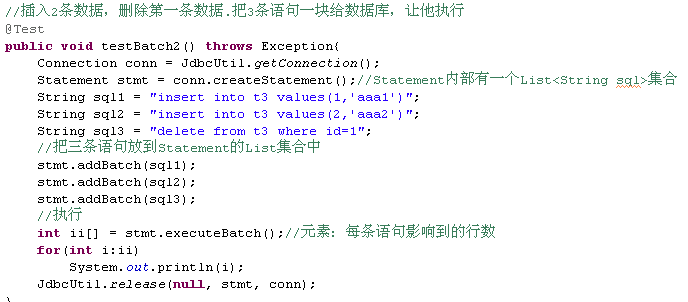 //插入2条数据，删除第一条数据.把3条语句一块给数据库，让他执行
@Test
public void testBatch2() throws Exception{
Connection conn = JdbcUtil.getConnection();
Statement stmt = conn.createStatement();//Statement内部有一个List<String sql>集合
String sql1 = "insert into t3 values(1,'aaa1')";
String sql2 = "insert into t3 values(2,'aaa2')";
String sql3 = "delete from t3 where id=1";
//把三条语句放到Statement的List集合中
stmt.addBatch(sql1);
stmt.addBatch(sql2);
stmt.addBatch(sql3);
//执行
int ii[] = stmt.executeBatch();//元素：每条语句影响到的行数
for(int i:ii)
System.out.println(i);
JdbcUtil.release(null, stmt, conn);
}